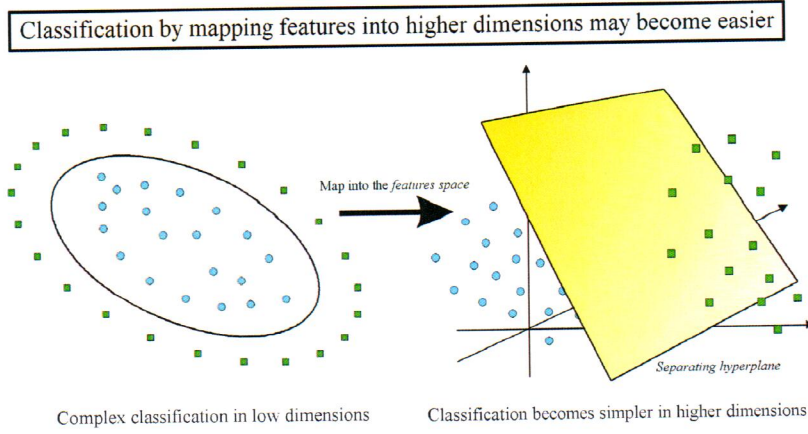 Classification by mapping features into higher dimensions may become easier
Map into the features space
Separating hyperplane
Complex classification in low dimensions
Classification becomes simpler in higher dimensions